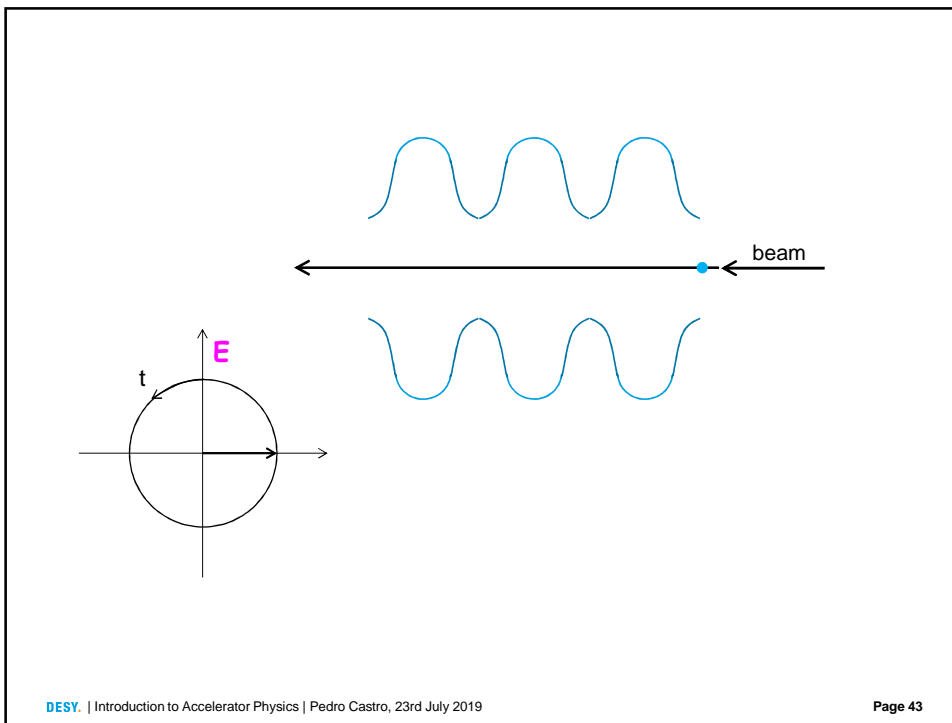 beam
E
t
DESY. | Introduction to Accelerator Physics | Pedro Castro, 23rd July 2019
Page 43